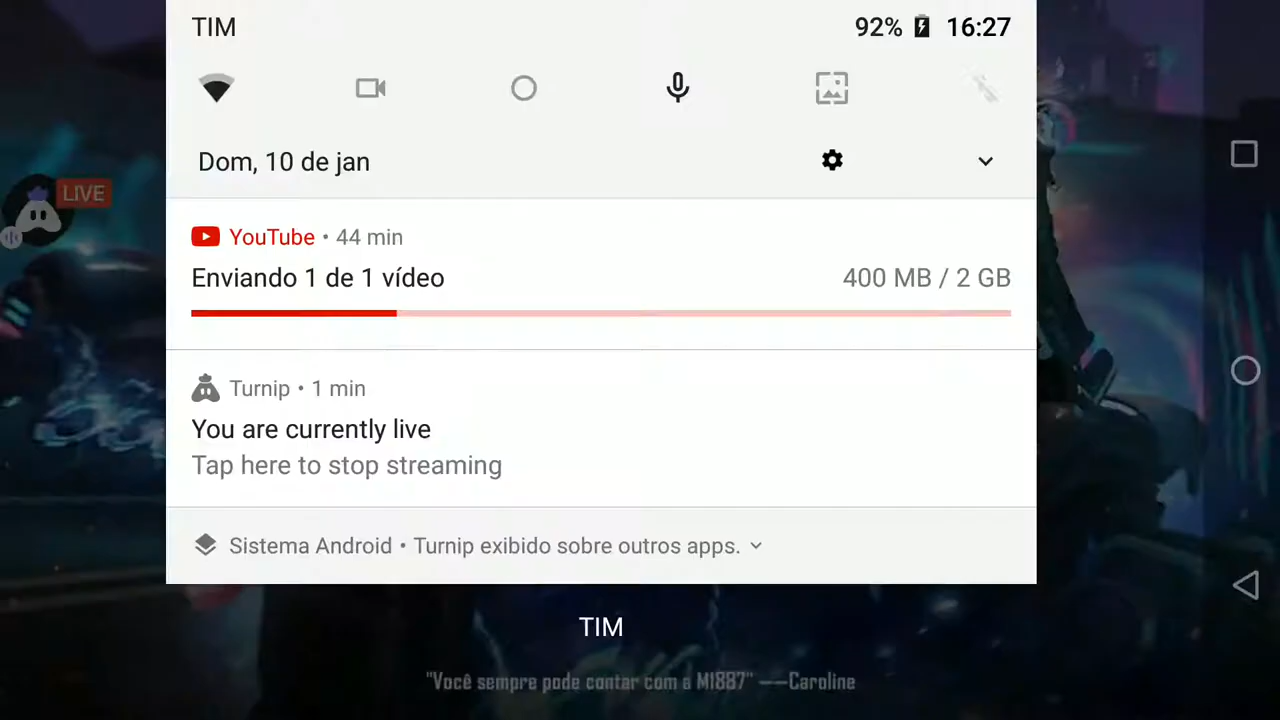 TIM
92% 16:27
Dom, 10 de jan
LIVE
YouTube • 44 min
Enviando 1 de 1 vídeo
400 MB / 2 GB
Turnip • 1 min
You are currently live
Tap here to stop streaming
Sistema Android • Turnip exibido sobre outros apps.
TIM
"Você sempre pode contar com a M1887" ——Caroline